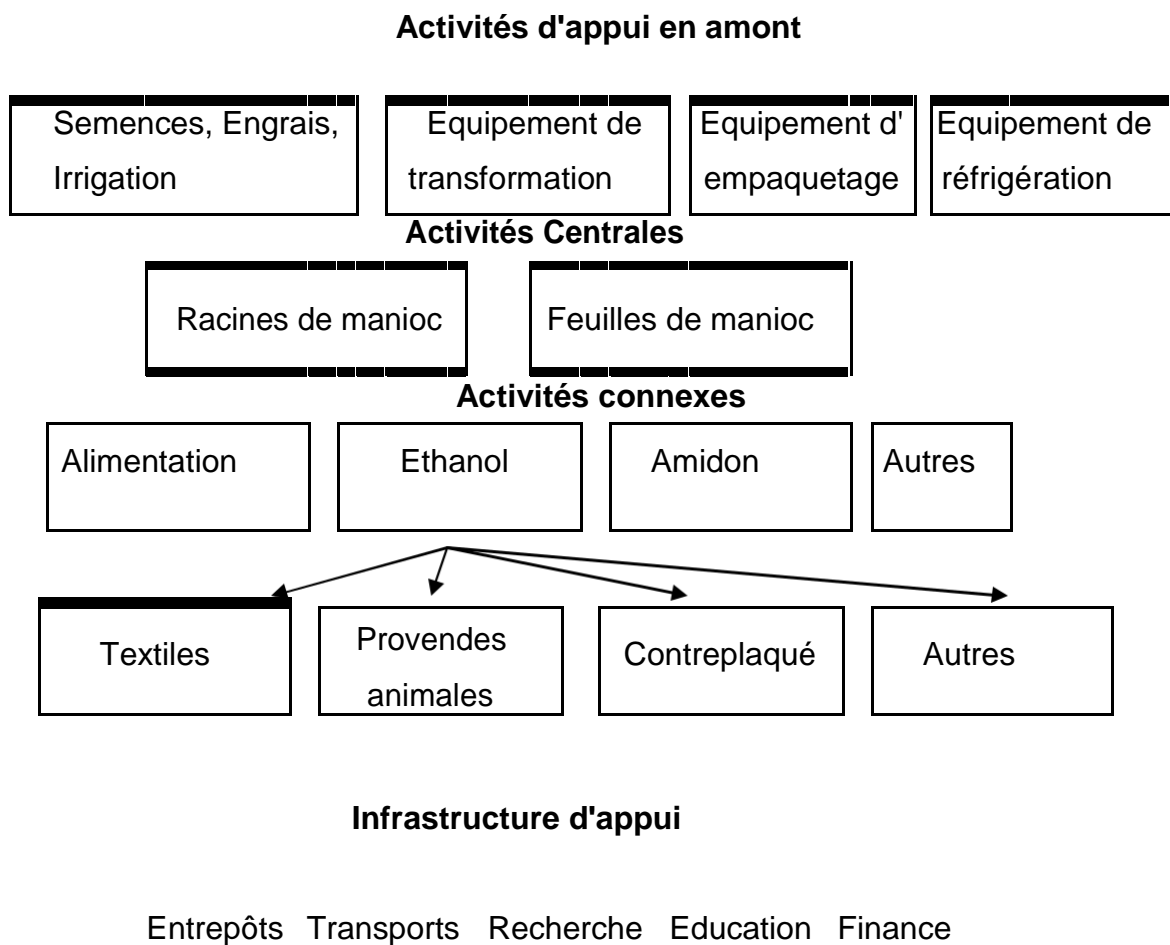 Activités d'appui en amont
Semences, Engrais,
Irrigation
Equipement de
transformation
Equipement d'
empaquetage
Equipement de
réfrigération
Activités Centrales
Racines de manioc
Feuilles de manioc
Activités connexes
Alimentation
Ethanol
Amidon
Autres
Textiles
Provendes
animales
Contreplaqué
Autres
Infrastructure d'appui
Entrepôts Transports Recherche Education Finance